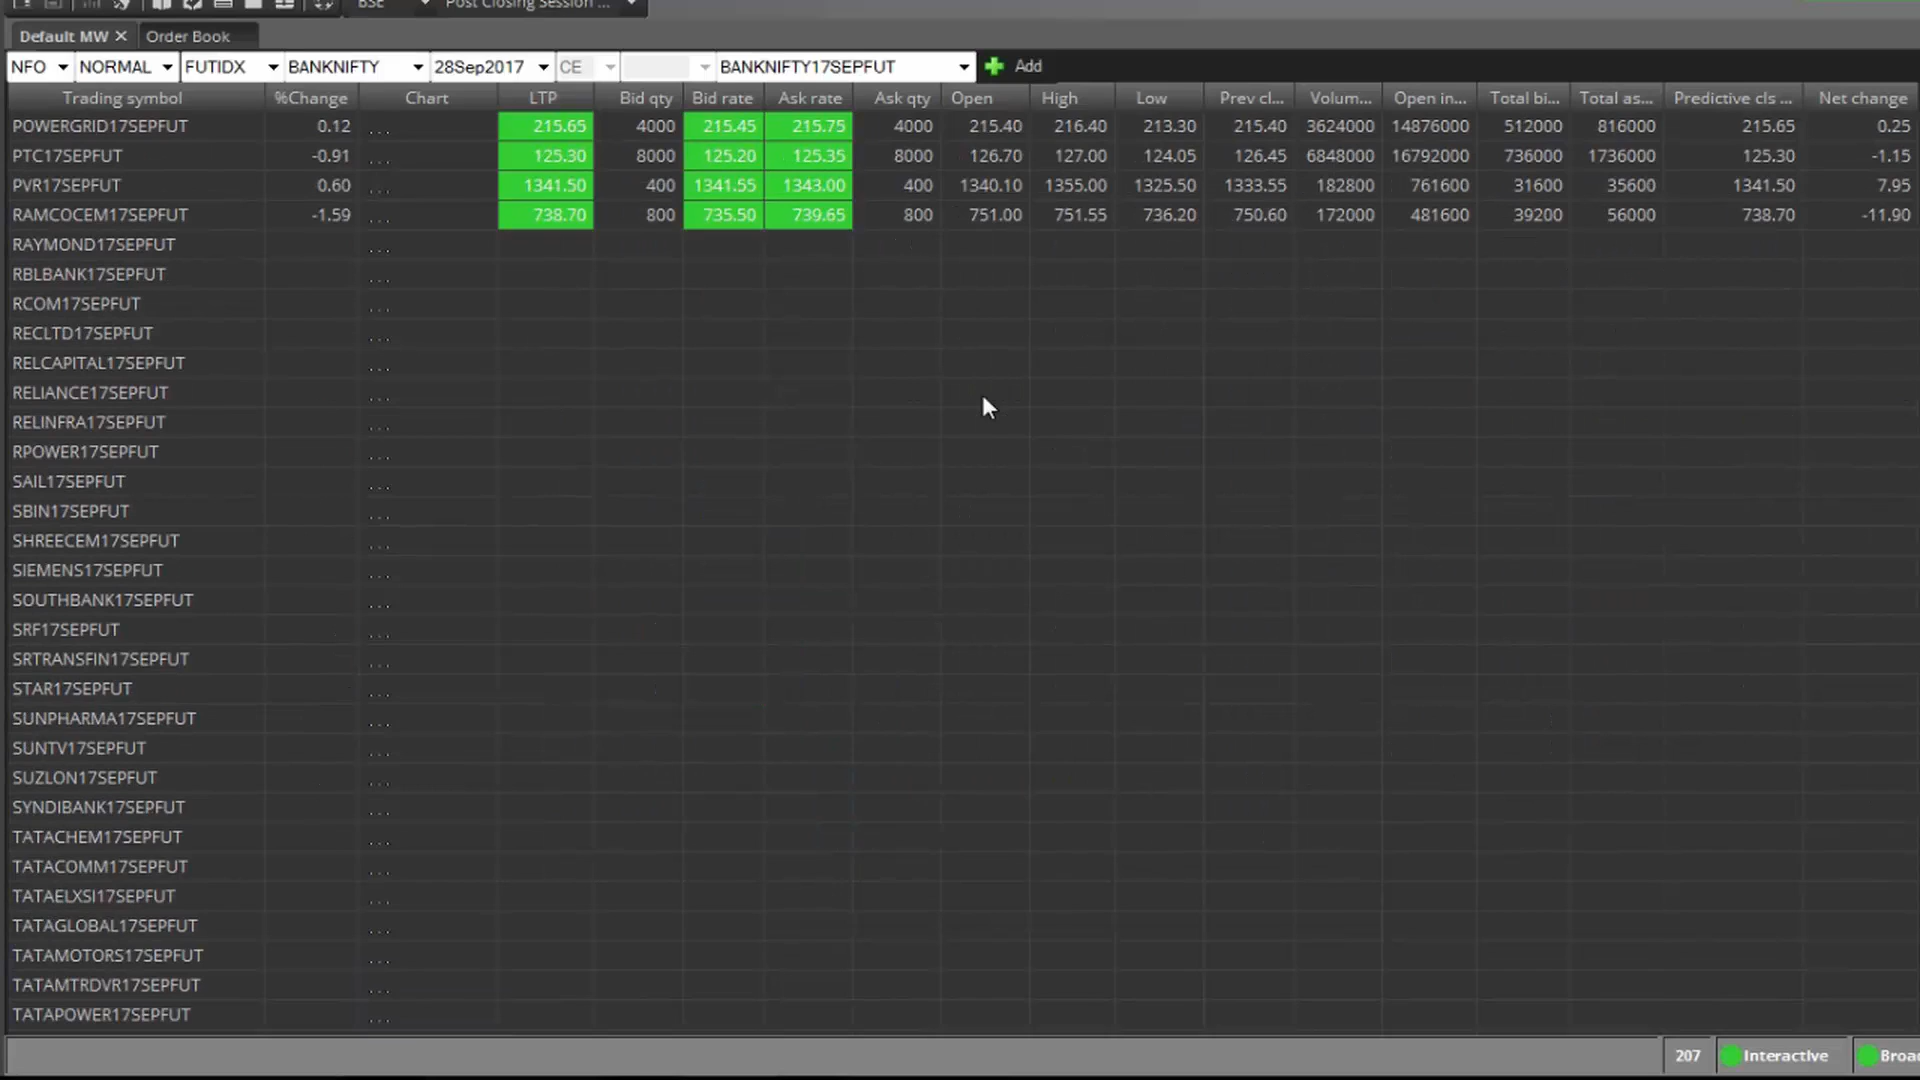 BSE Post Closing Session ...
Default MW Order Book
NFO NORMAL FUTIDX BANKNIFTY 28Sep2017 CE BANKNIFTY17SEPFUT Add
Trading symbol %Change Chart LTP Bid qty Bid rate Ask rate Ask qty Open High Low Prev cl... Volum... Open in... Total bi... Total as... Predictive cls ... Net change
POWERGRID17SEPFUT 0.12 ... 215.65 4000 215.45 215.75 4000 215.40 216.40 213.30 215.40 3624000 14876000 512000 816000 215.65 0.25
PTC17SEPFUT -0.91 ... 125.30 8000 125.20 125.35 8000 126.70 127.00 124.05 126.45 6848000 16792000 736000 1736000 125.30 -1.15
PVR17SEPFUT 0.60 ... 1341.50 400 1341.55 1343.00 400 1340.10 1355.00 1325.50 1333.55 182800 761600 31600 35600 1341.50 7.95
RAMCOCEM17SEPFUT -1.59 ... 738.70 800 735.50 739.65 800 751.00 751.55 736.20 750.60 172000 481600 39200 56000 738.70 -11.90
RAYMOND17SEPFUT ...
RBLBANK17SEPFUT ...
RCOM17SEPFUT ...
RECLTD17SEPFUT ...
RELCAPITAL17SEPFUT ...
RELIANCE17SEPFUT ...
RELINFRA17SEPFUT ...
RPOWER17SEPFUT ...
SAIL17SEPFUT ...
SBIN17SEPFUT ...
SHREECEM17SEPFUT ...
SIEMENS17SEPFUT ...
SOUTHBANK17SEPFUT ...
SRF17SEPFUT ...
SRTRANSFIN17SEPFUT ...
STAR17SEPFUT ...
SUNPHARMA17SEPFUT ...
SUNTV17SEPFUT ...
SUZLON17SEPFUT ...
SYNDIBANK17SEPFUT ...
TATACHEM17SEPFUT ...
TATACOMM17SEPFUT ...
TATAELXSI17SEPFUT ...
TATAGLOBAL17SEPFUT ...
TATAMOTORS17SEPFUT ...
TATAMTRDVR17SEPFUT ...
TATAPOWER17SEPFUT ...
207 Interactive Broa